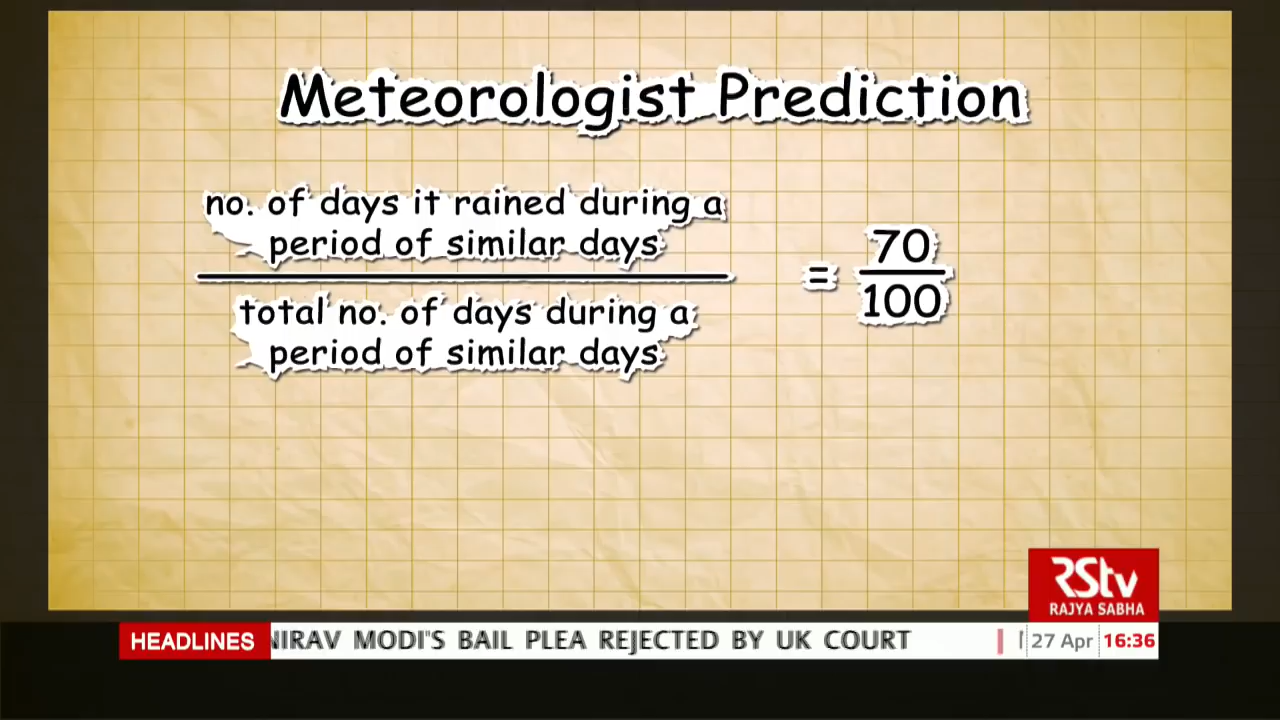 Meteorologist Prediction
no. of days it rained during a
period of similar days
total no. of days during a
period of similar days
=
70
100
RStv
RAJYA SABHA
HEADLINES
NIRAV MODI'S BAIL PLEA REJECTED BY UK COURT
27 Apr
16:36